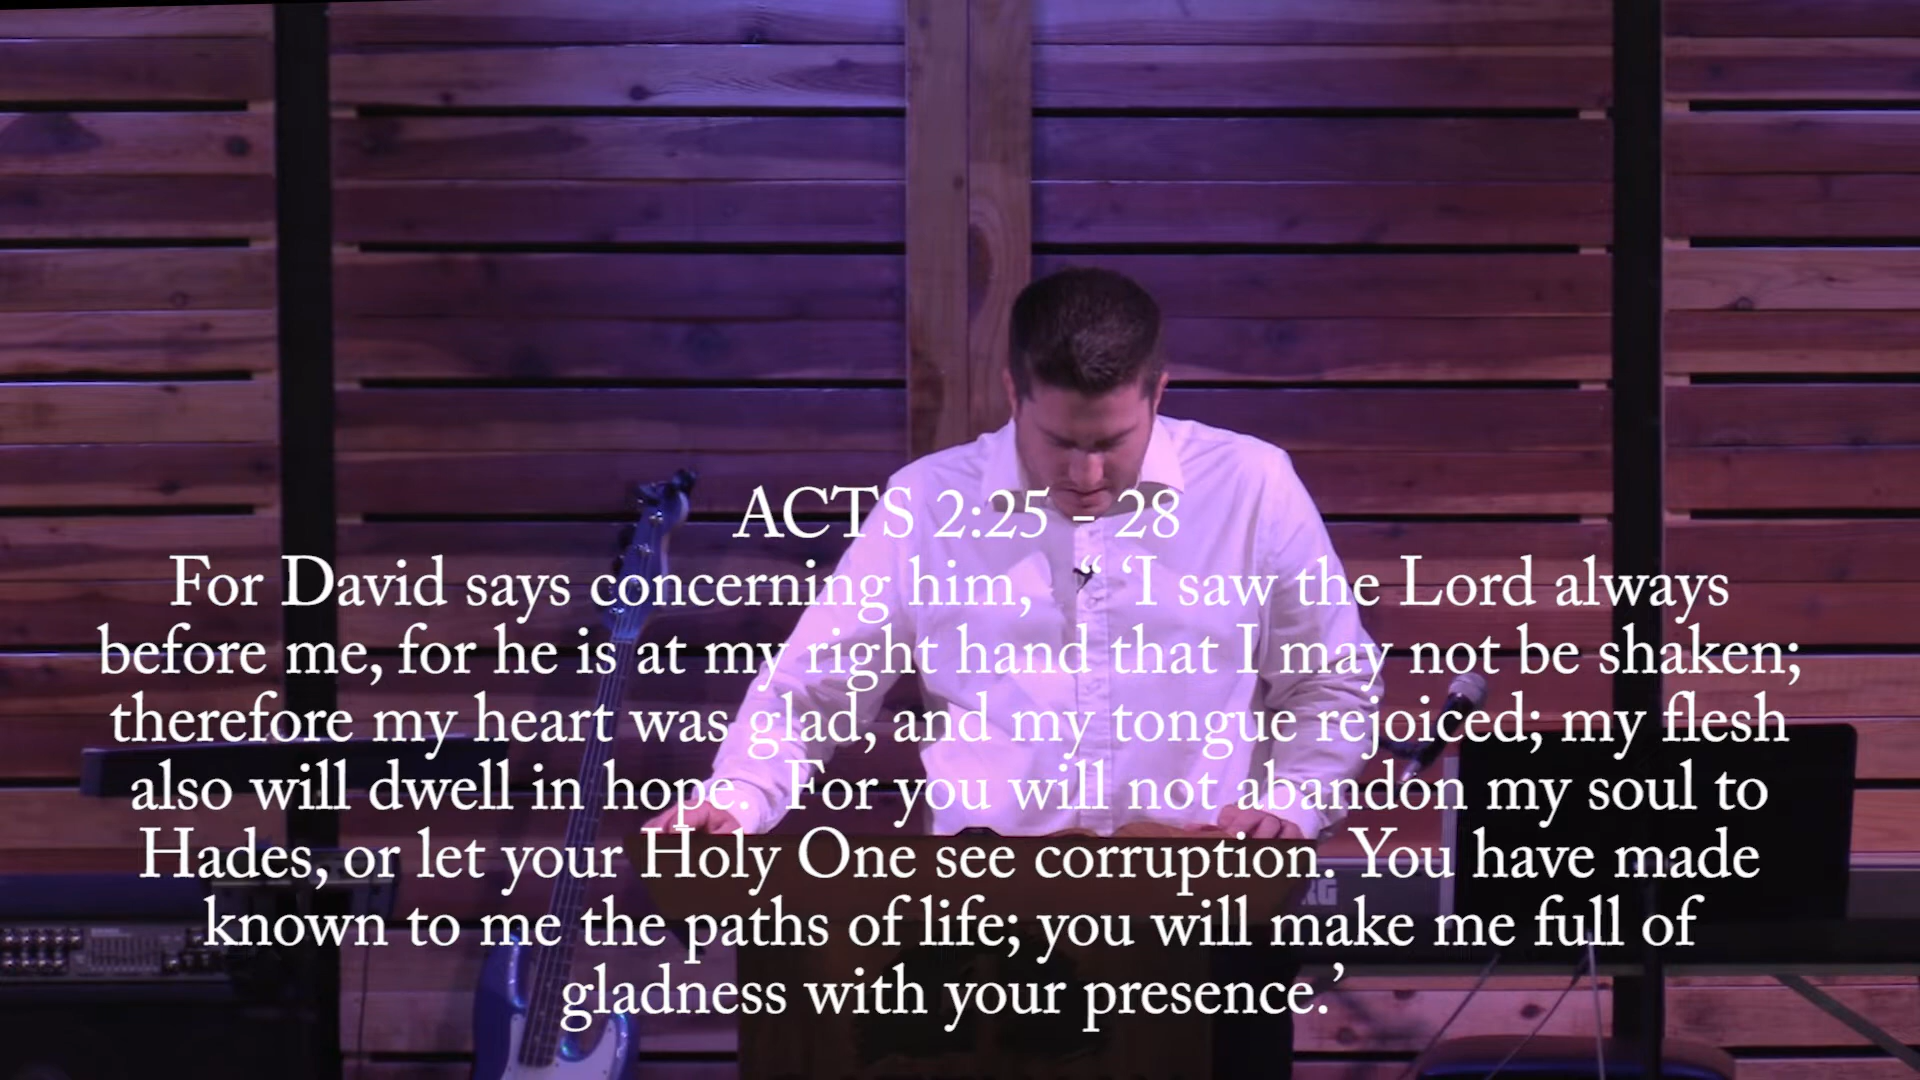 ACTS 2:25 - 28
For David says concerning him, “ ‘I saw the Lord always
before me, for he is at my right hand that I may not be shaken;
therefore my heart was glad, and my tongue rejoiced; my flesh
also will dwell in hope. For you will not abandon my soul to
Hades, or let your Holy One see corruption. You have made
known to me the paths of life; you will make me full of
gladness with your presence.’